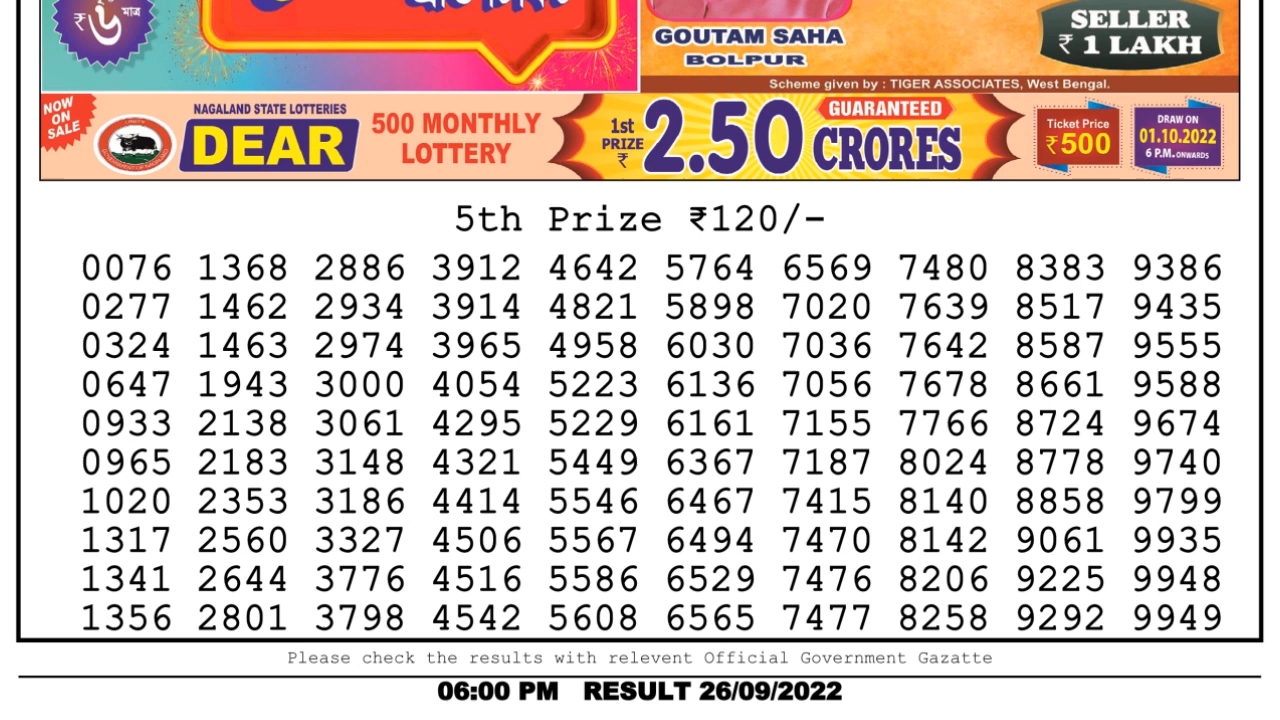 ₹ ৬ মাত্র
GOUTAM SAHA
BOLPUR
SELLER
₹ 1 LAKH
Scheme given by : TIGER ASSOCIATES, West Bengal.
NOW
ON
SALE
NAGALAND STATE LOTTERIES
DEAR
500 MONTHLY
LOTTERY
1st
PRIZE
₹
2.50 CRORES
GUARANTEED
Ticket Price
₹500
DRAW ON
01.10.2022
6 P.M. ONWARDS
5th Prize ₹120/-
0076 1368 2886 3912 4642 5764 6569 7480 8383 9386
0277 1462 2934 3914 4821 5898 7020 7639 8517 9435
0324 1463 2974 3965 4958 6030 7036 7642 8587 9555
0647 1943 3000 4054 5223 6136 7056 7678 8661 9588
0933 2138 3061 4295 5229 6161 7155 7766 8724 9674
0965 2183 3148 4321 5449 6367 7187 8024 8778 9740
1020 2353 3186 4414 5546 6467 7415 8140 8858 9799
1317 2560 3327 4506 5567 6494 7470 8142 9061 9935
1341 2644 3776 4516 5586 6529 7476 8206 9225 9948
1356 2801 3798 4542 5608 6565 7477 8258 9292 9949
Please check the results with relevent Official Government Gazatte
06:00 PM RESULT 26/09/2022